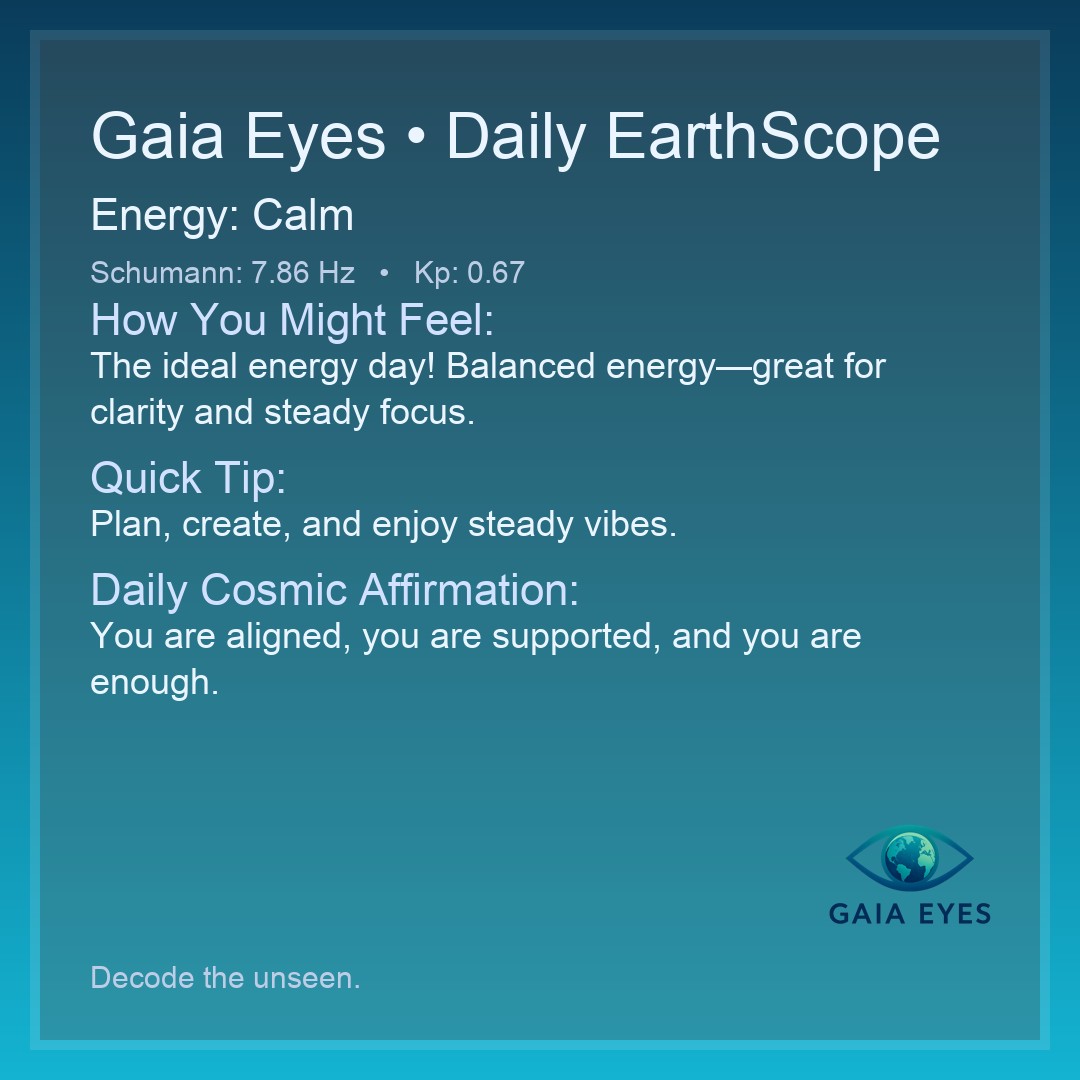 Gaia Eyes • Daily EarthScope
Energy: Calm
Schumann: 7.86 Hz • Kp: 0.67
How You Might Feel:
The ideal energy day! Balanced energy—great for
clarity and steady focus.
Quick Tip:
Plan, create, and enjoy steady vibes.
Daily Cosmic Affirmation:
You are aligned, you are supported, and you are
enough.
GAIA EYES
Decode the unseen.